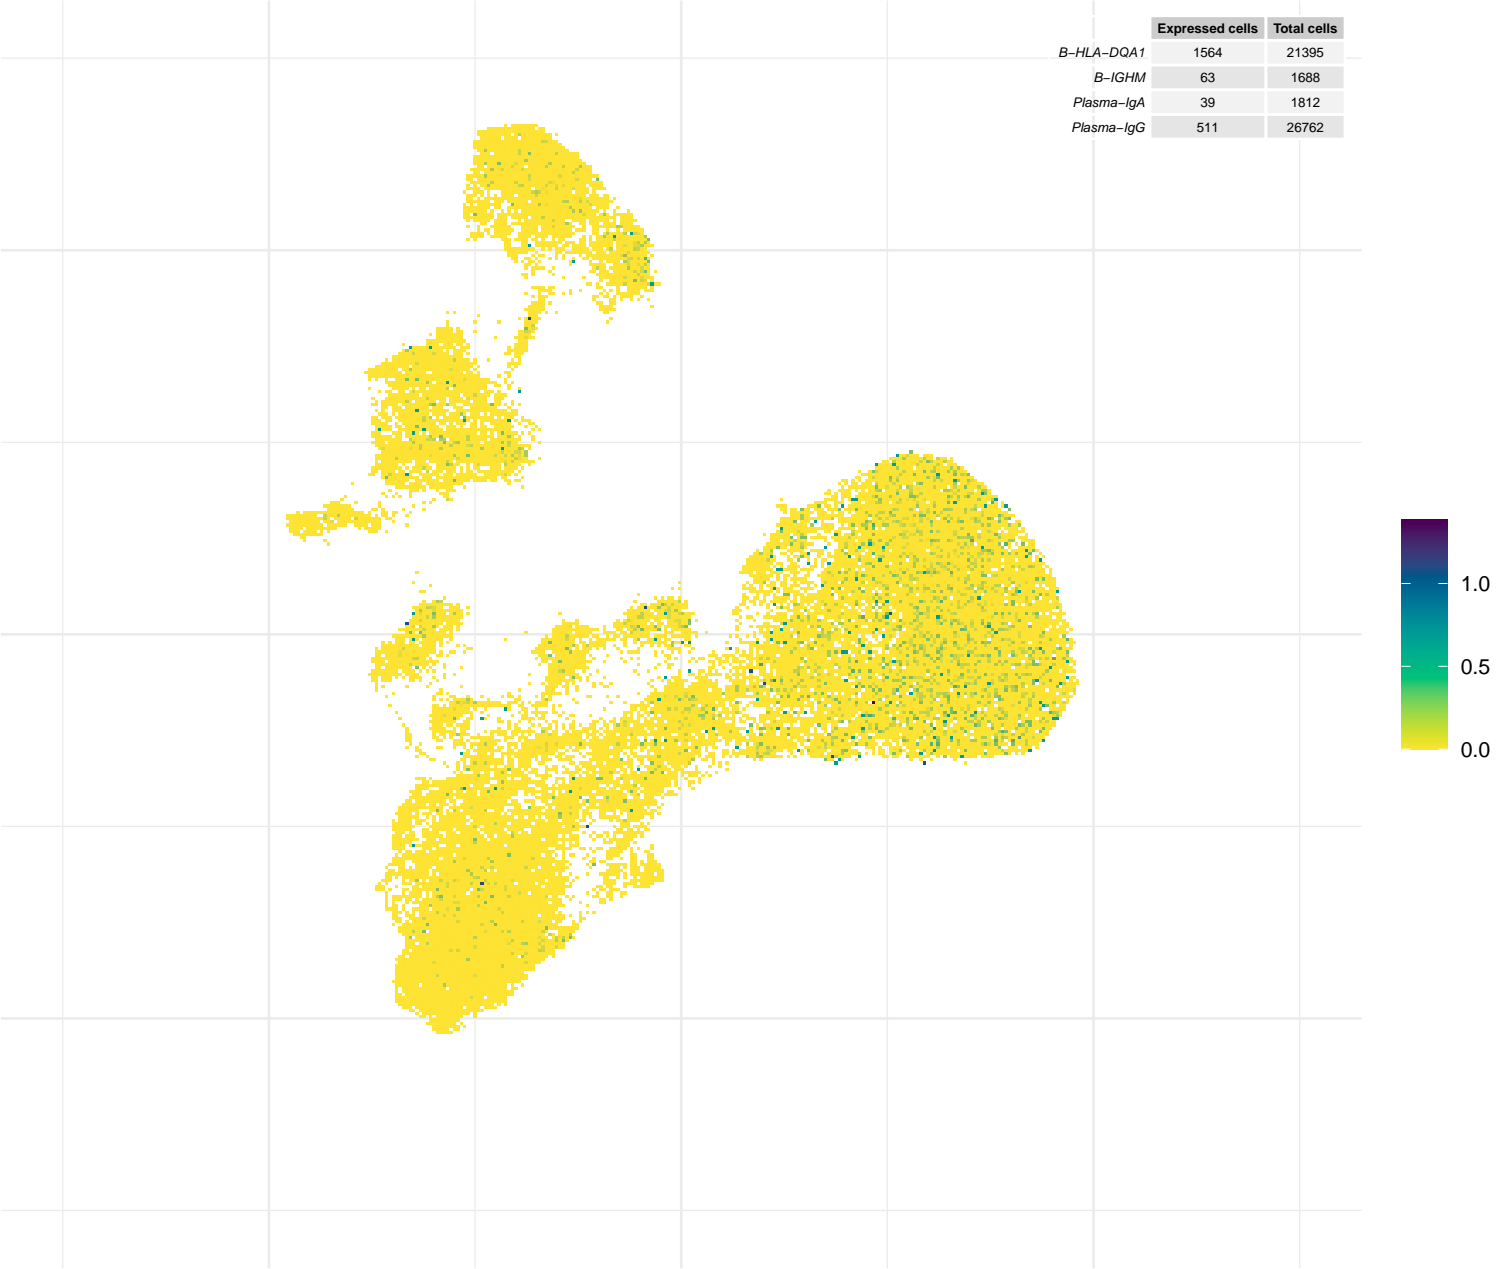 Expressed cells Total cells
B−HLA−DQA1 1564 21395
B−IGHM 63 1688
Plasma−IgA 39 1812
Plasma−IgG 511 26762
1.0
0.5
0.0